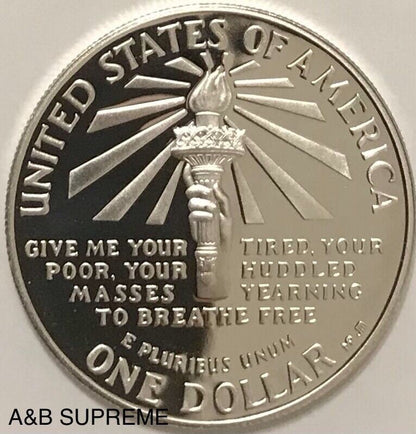 UNITED STATES OF AMERICA
GIVE ME YOUR TIRED, YOUR
POOR, YOUR HUDDLED
MASSES YEARNING
TO BREATHE FREE
E PLURIBUS UNUM
ONE DOLLAR
A&B SUPREME